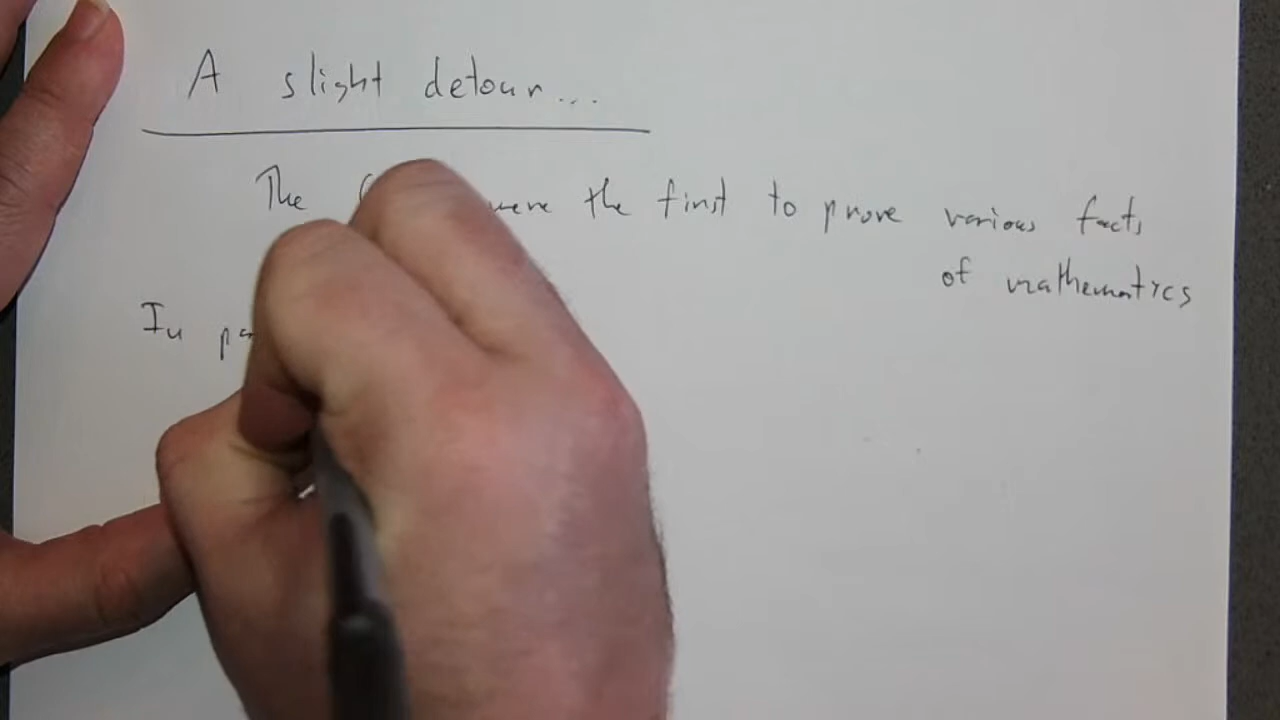 A slight detour...
The were the first to prove various facts
of mathematics
In